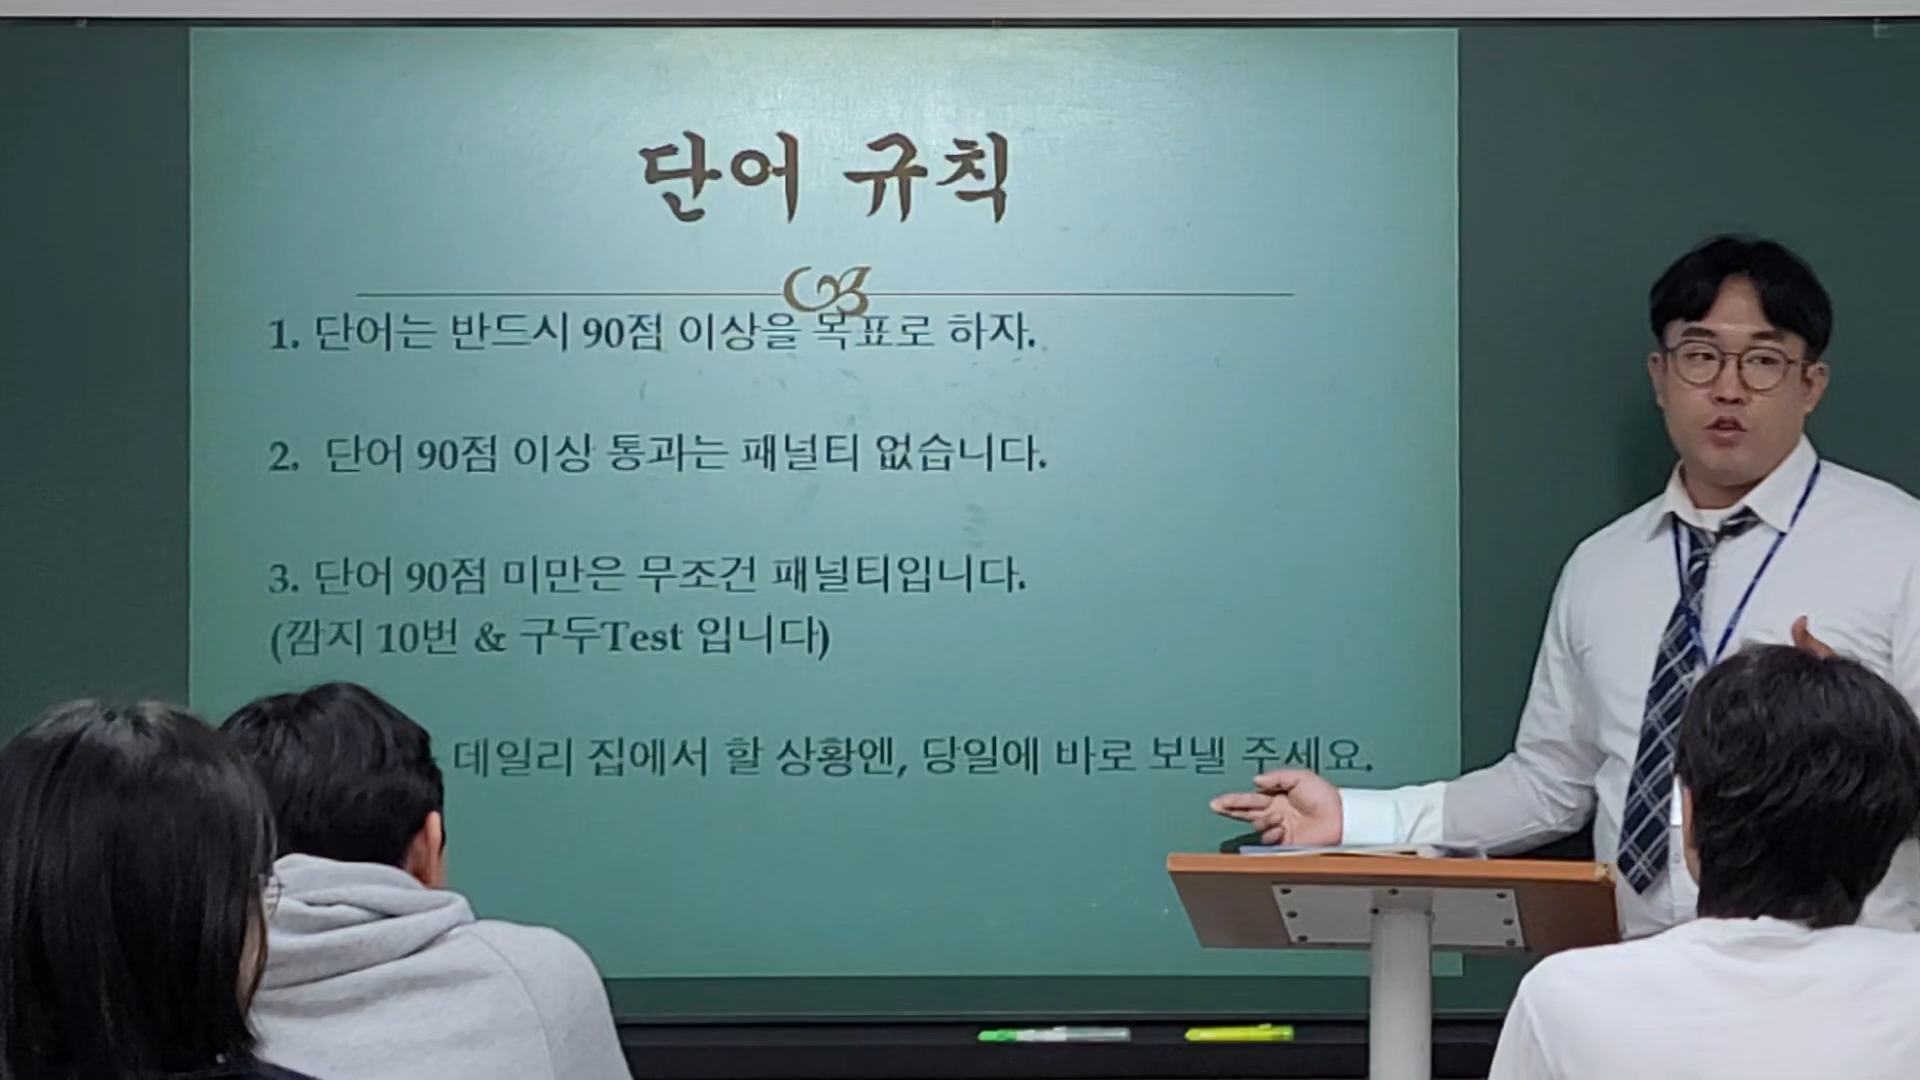 단어 규칙
1. 단어는 반드시 90점 이상을 목표로 하자.
2. 단어 90점 이상 통과는 패널티 없습니다.
3. 단어 90점 미만은 무조건 패널티입니다.
(깜지 10번 & 구두Test 입니다)
데일리 집에서 할 상황엔, 당일에 바로 보낼 주세요.